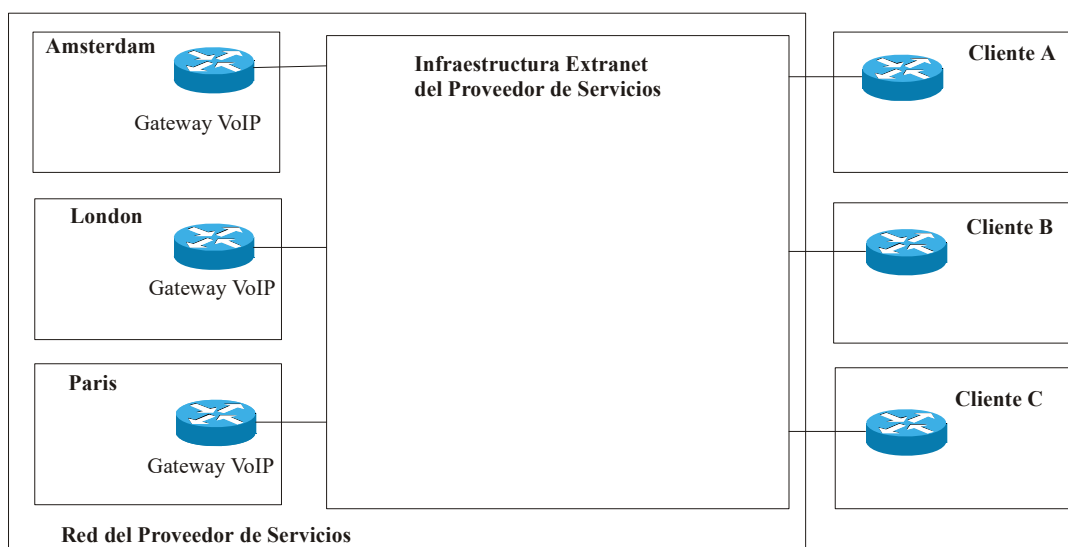 Amsterdam
Gateway VoIP
London
Gateway VoIP
Paris
Gateway VoIP
Red del Proveedor de Servicios
Infraestructura Extranet
del Proveedor de Servicios
Cliente A
Cliente B
Cliente C